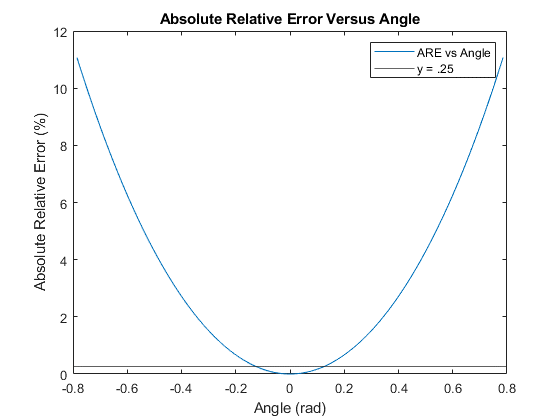 Absolute Relative Error Versus Angle
12
10
8
6
4
2
0
Absolute Relative Error (%)
ARE vs Angle
y = .25
-0.8 -0.6 -0.4 -0.2 0 0.2 0.4 0.6 0.8
Angle (rad)